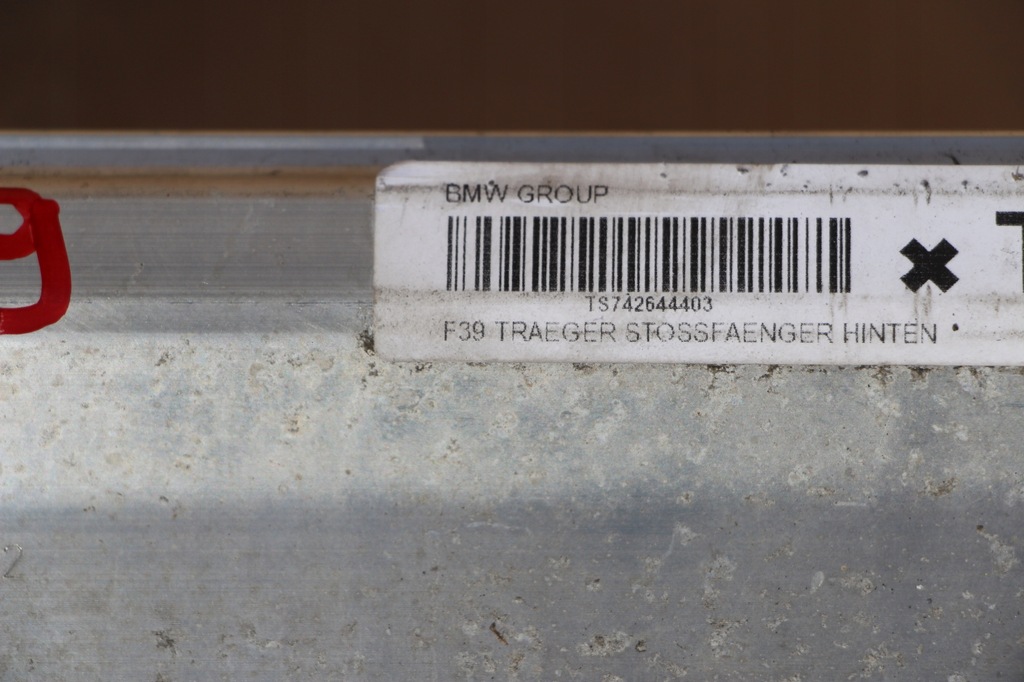 BMW GROUP
TS742644403
F39 TRAEGER STOSSFAENGER HINTEN